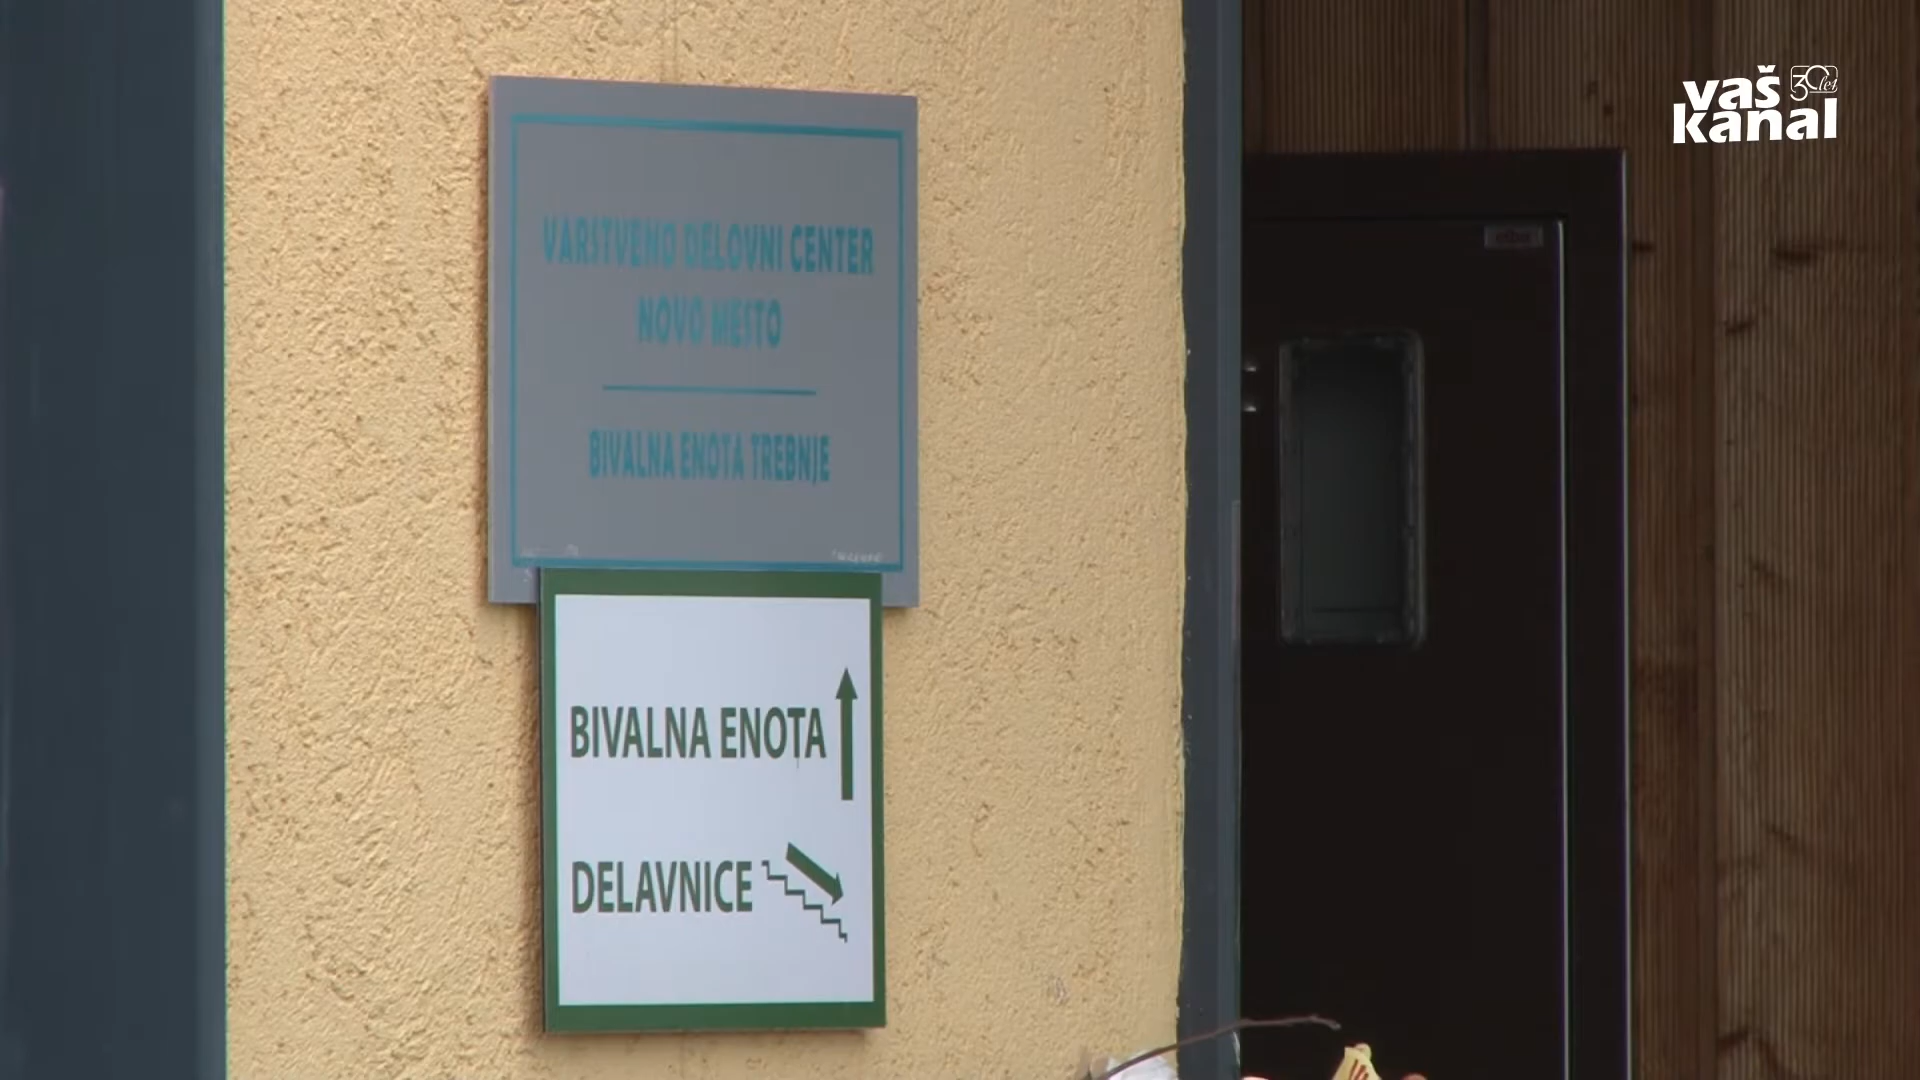 vaš 30 let
kanal
VARSTVENO DELOVNI CENTER
NOVO MESTO
BIVALNA ENOTA TREBNJE
BIVALNA ENOTA
DELAVNICE